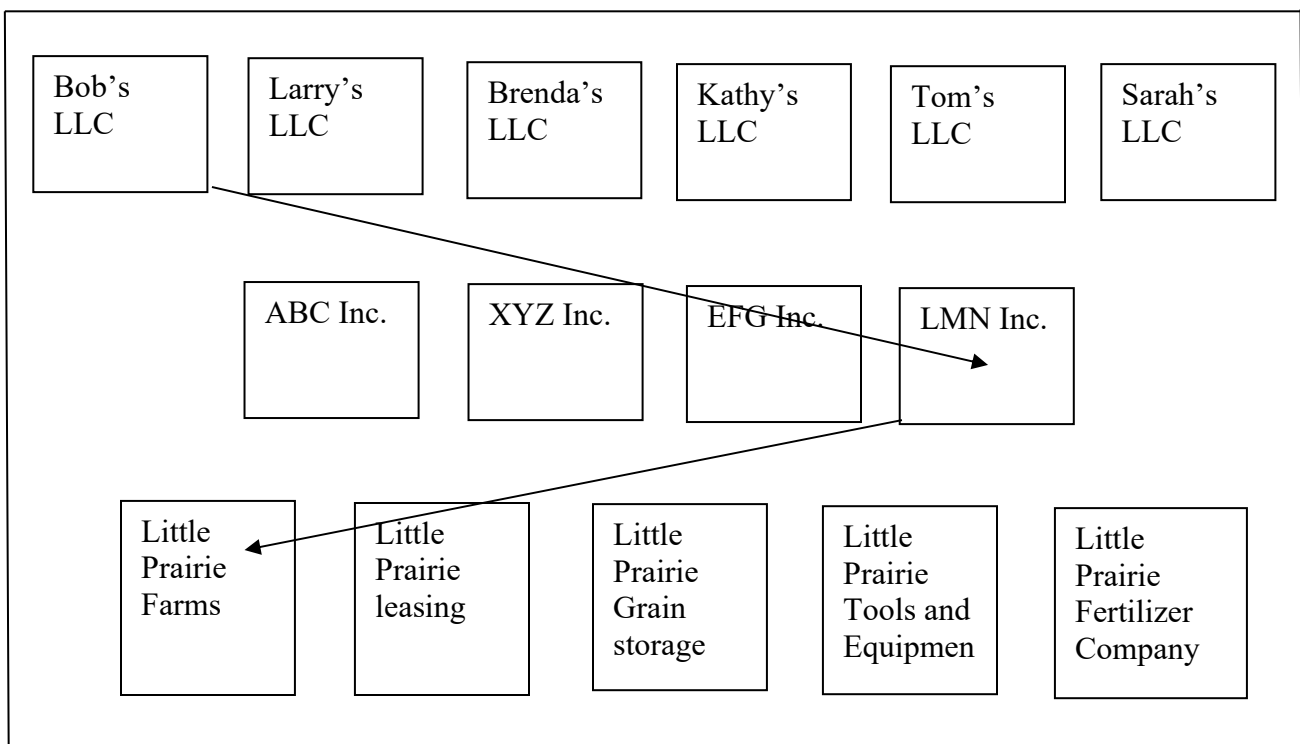 Bob’s
LLC
Larry’s
LLC
Brenda’s
LLC
Kathy’s
LLC
Tom’s
LLC
Sarah’s
LLC
ABC Inc.
XYZ Inc.
EFG Inc.
LMN Inc.
Little
Prairie
Farms
Little
Prairie
leasing
Little
Prairie
Grain
storage
Little
Prairie
Tools and
Equipmen
Little
Prairie
Fertilizer
Company